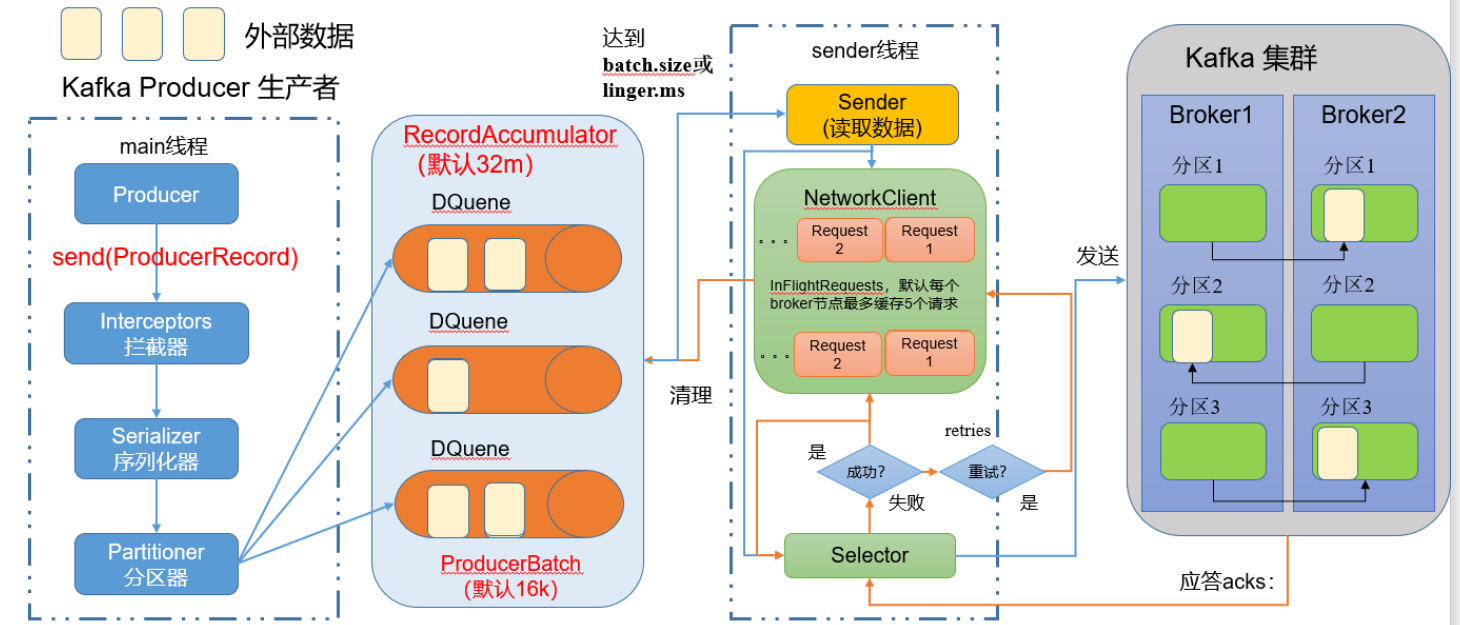 外部数据
Kafka Producer 生产者
main线程
Producer
send(ProducerRecord)
Interceptors
拦截器
Serializer
序列化器
Partitioner
分区器
RecordAccumulator
(默认32m)
DQuene
DQuene
DQuene
ProducerBatch
(默认16k)
达到
batch.size或
linger.ms
清理
sender线程
Sender
(读取数据)
NetworkClient
。。。
Request
2
Request
1
InFlightRequests，默认每个
broker节点最多缓存5个请求
。。。
Request
2
Request
1
retries
是
成功?
重试?
失败
是
Selector
发送
Kafka 集群
Broker1
Broker2
分区1
分区1
分区2
分区2
分区3
分区3
应答acks：